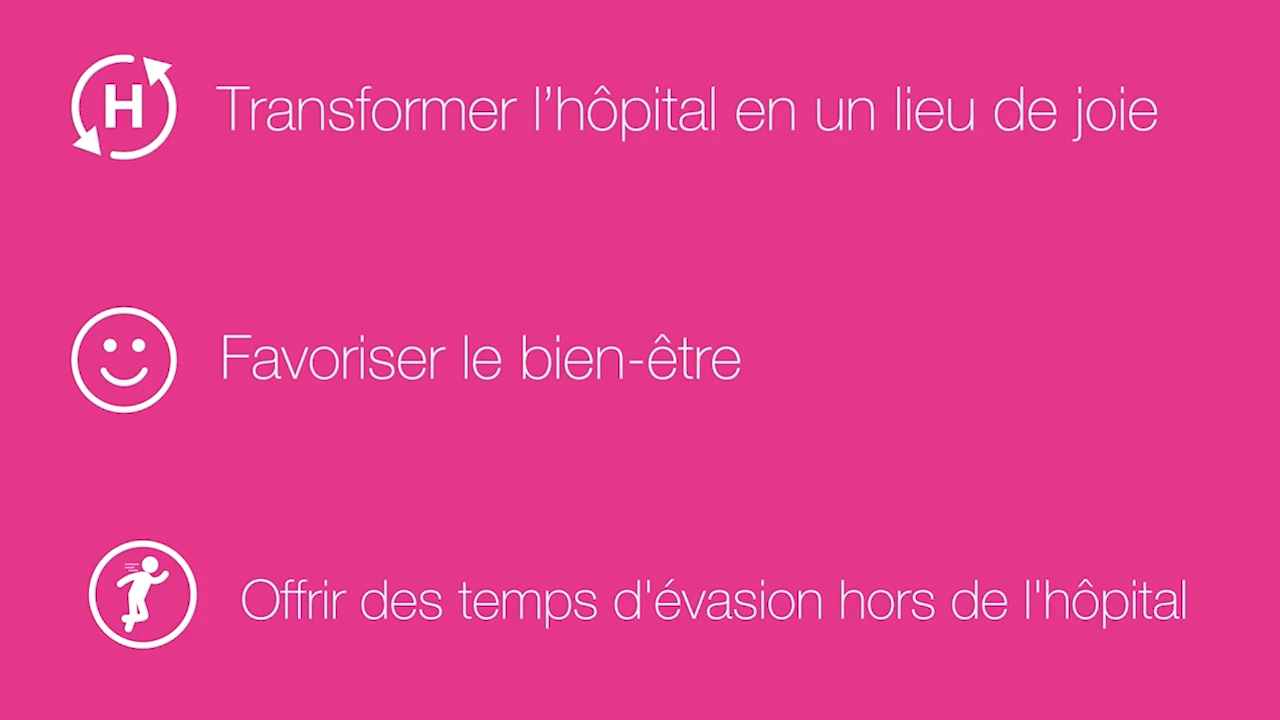 H
Transformer l’hôpital en un lieu de joie
Favoriser le bien-être
Offrir des temps d'évasion hors de l'hôpital